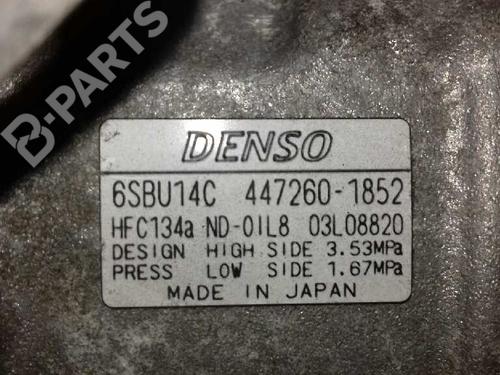 B-PARTS
DENSO
6SBU14C 447260-1852
HFC134a ND-OIL8 03L08820
DESIGN HIGH SIDE 3.53MPa
PRESS LOW SIDE 1.67MPa
MADE IN JAPAN